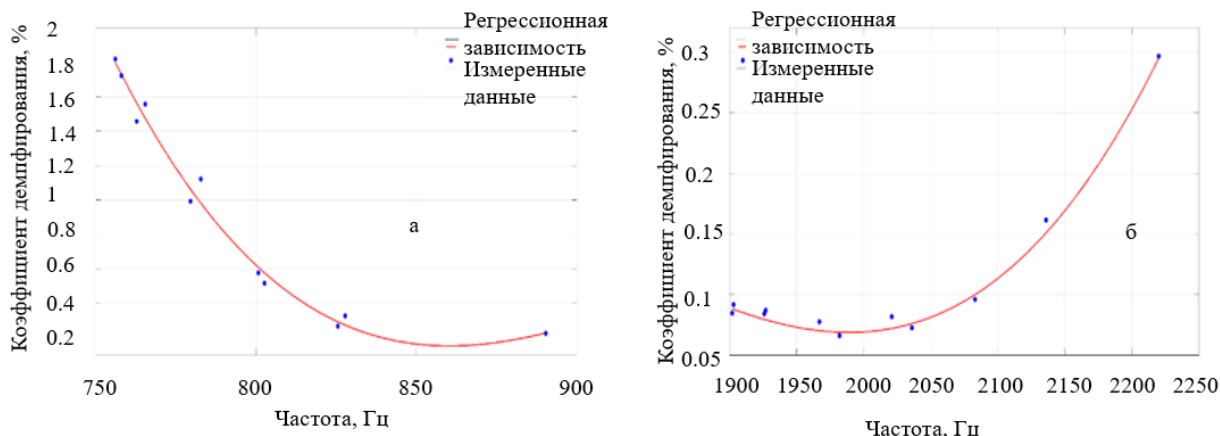 Коэффициент демпфирования, %
2
1.8
1.6
1.4
1.2
1
0.8
0.6
0.4
0.2
Регрессионная
зависимость
Измеренные
данные
а
750 800 850 900
Частота, Гц
Коэффициент демпфирования, %
0.3
0.25
0.2
0.15
0.1
0.05
Регрессионная
зависимость
Измеренные
данные
б
1900 1950 2000 2050 2100 2150 2200 2250
Частота, Гц